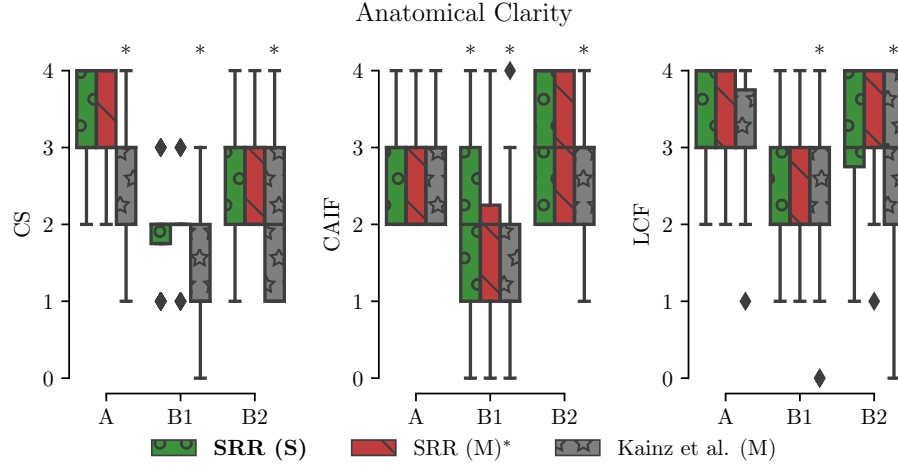 Anatomical Clarity
* * * * * * * *
CS
4
3
2
1
0
A B1 B2
CAIF
4
3
2
1
0
A B1 B2
LCF
4
3
2
1
0
A B1 B2
SRR (S) SRR (M)* Kainz et al. (M)